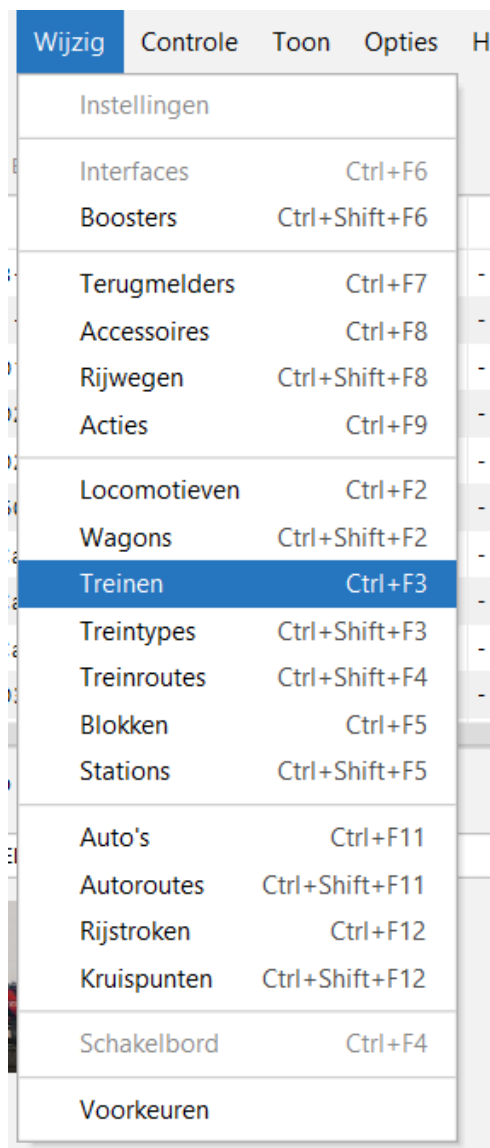 Wijzig Controle Toon Opties H
Instellingen
Interfaces Ctrl+F6
Boosters Ctrl+Shift+F6
Terugmelders Ctrl+F7
Accessoires Ctrl+F8
Rijwegen Ctrl+Shift+F8
Acties Ctrl+F9
Locomotieven Ctrl+F2
Wagons Ctrl+Shift+F2
Treinen Ctrl+F3
Treintypes Ctrl+Shift+F3
Treinroutes Ctrl+Shift+F4
Blokken Ctrl+F5
Stations Ctrl+Shift+F5
Auto's Ctrl+F11
Autoroutes Ctrl+Shift+F11
Rijstroken Ctrl+F12
Kruispunten Ctrl+Shift+F12
Schakelbord Ctrl+F4
Voorkeuren